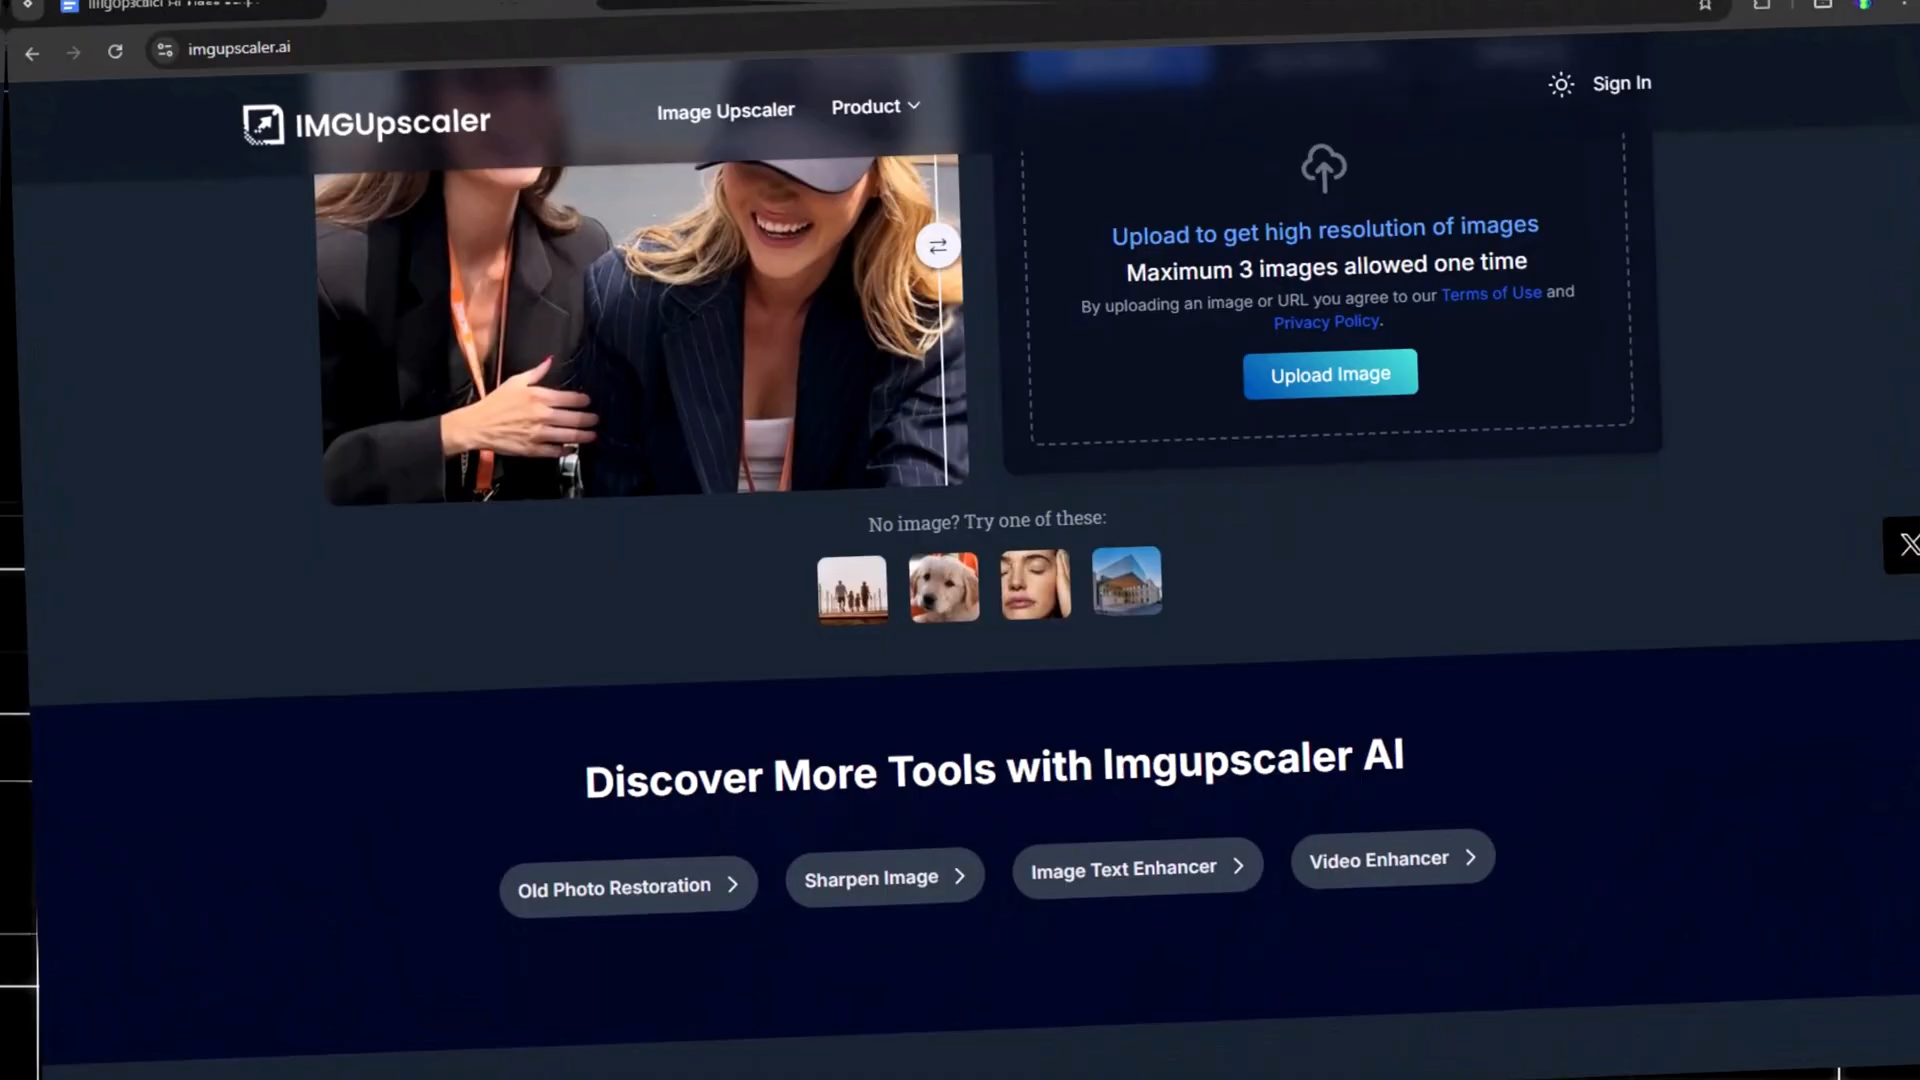 imgupscaler.ai
IMGUpscaler
Image Upscaler
Product
Sign In
Upload to get high resolution of images
Maximum 3 images allowed one time
By uploading an image or URL you agree to our Terms of Use and
Privacy Policy.
Upload Image
No image? Try one of these:
Discover More Tools with Imgupscaler AI
Old Photo Restoration
Sharpen Image
Image Text Enhancer
Video Enhancer